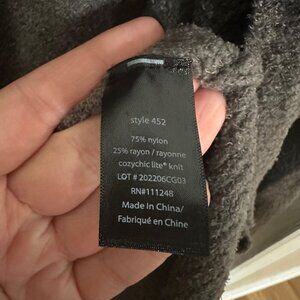 style 452
75% nylon
25% rayon / rayonne
cozychic lite® knit
LOT # 202206CG03
RN#111248
Made in China/
Fabriqué en Chine